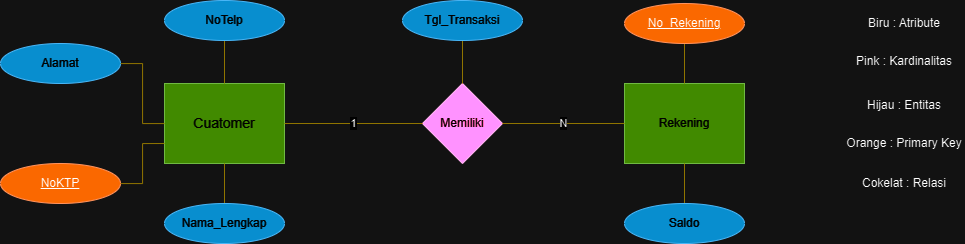 NoTelp
Tgl_Transaksi
No_Rekening
Biru : Atribute
Alamat
Pink : Kardinalitas
Hijau : Entitas
Cuatomer
1
Memiliki
N
Rekening
Orange : Primary Key
NoKTP
Cokelat : Relasi
Nama_Lengkap
Saldo